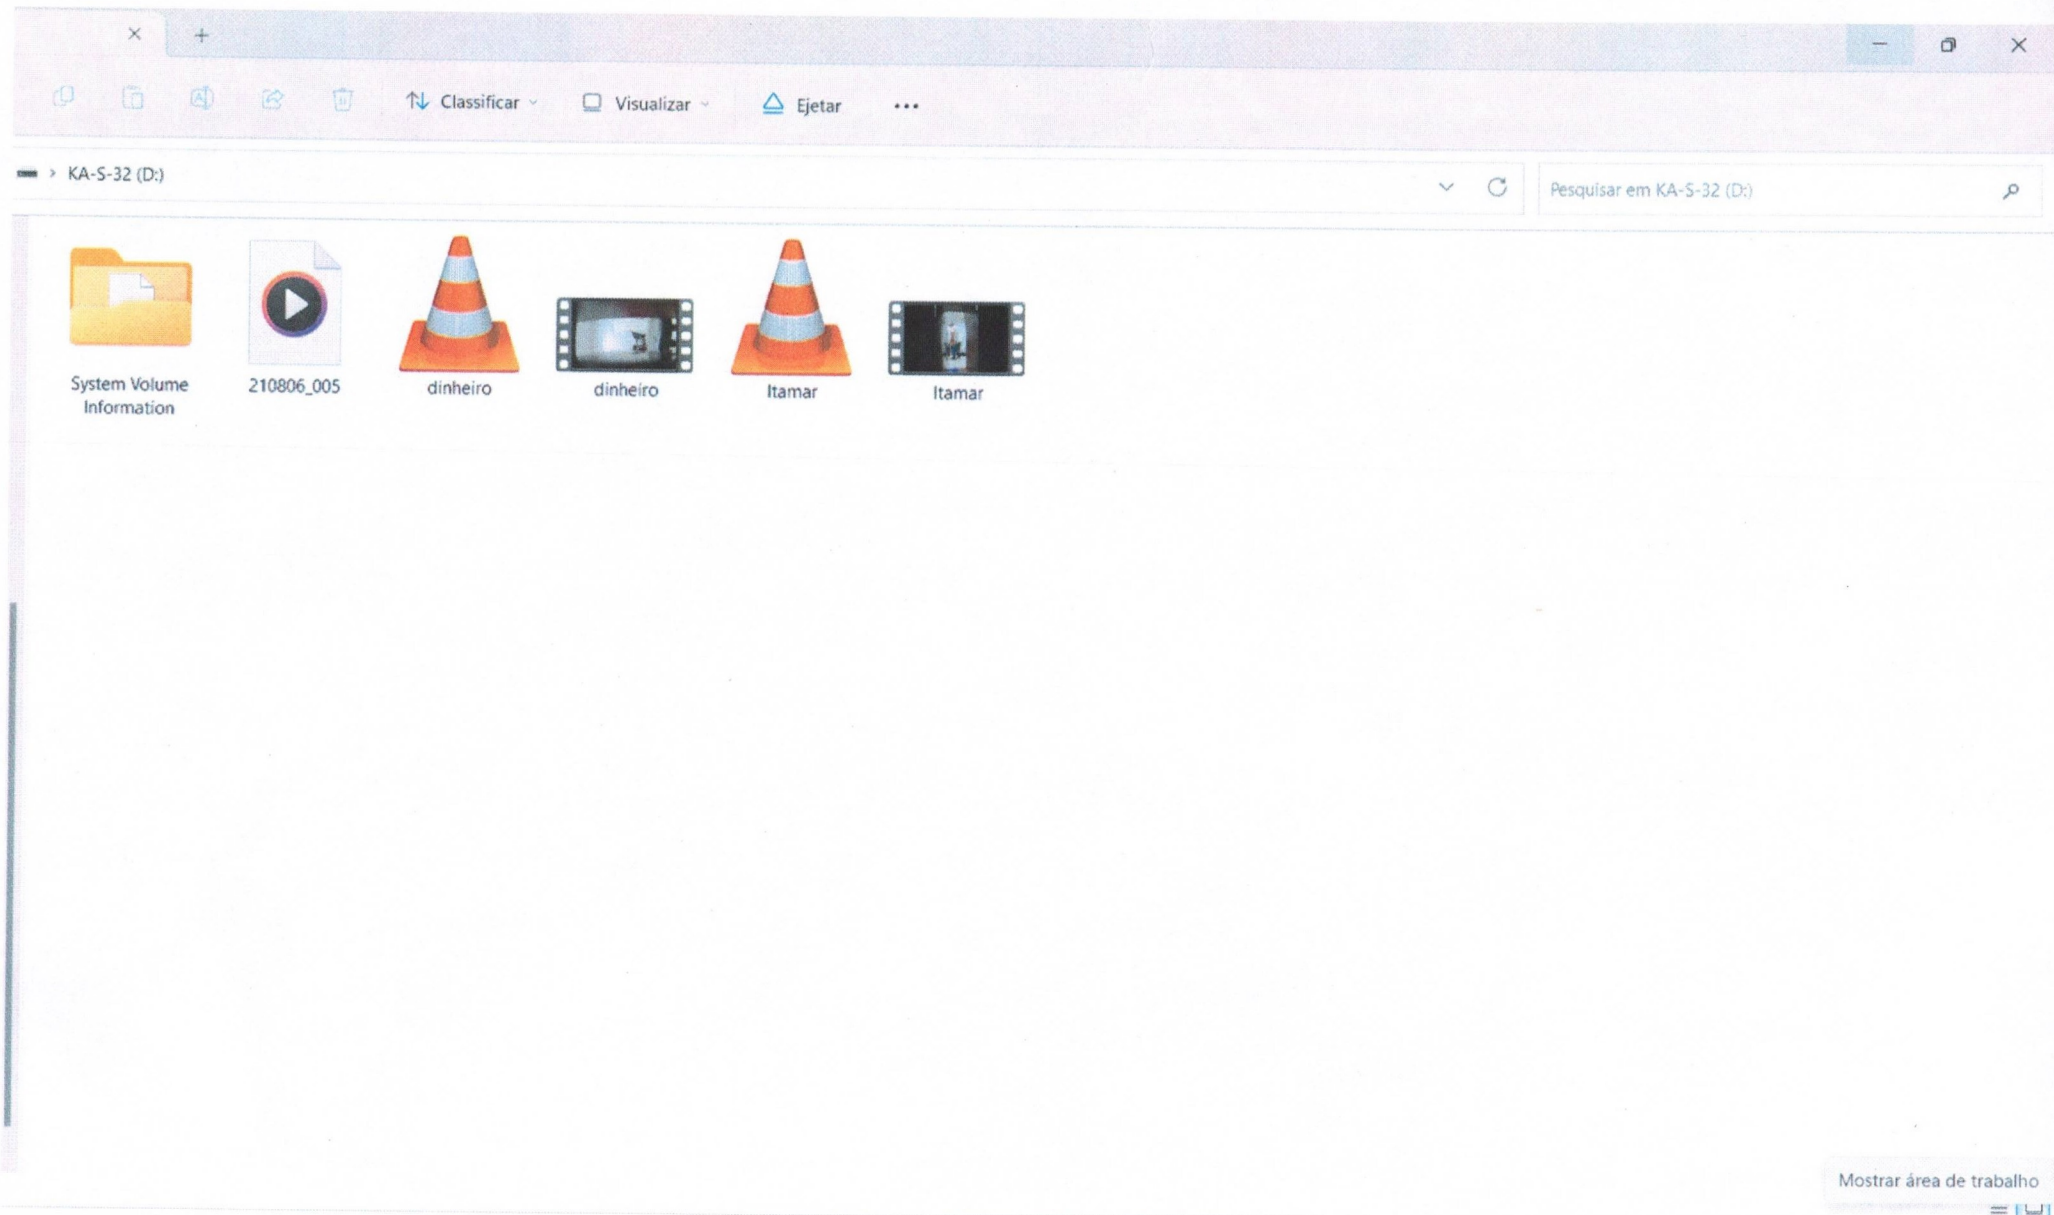 Classificar
Visualizar
Ejetar
KA-S-32 (D:)
Pesquisar em KA-S-32 (D:)
System Volume
Information
210806_005
dinheiro
dinheiro
Itamar
Itamar
Mostrar área de trabalho